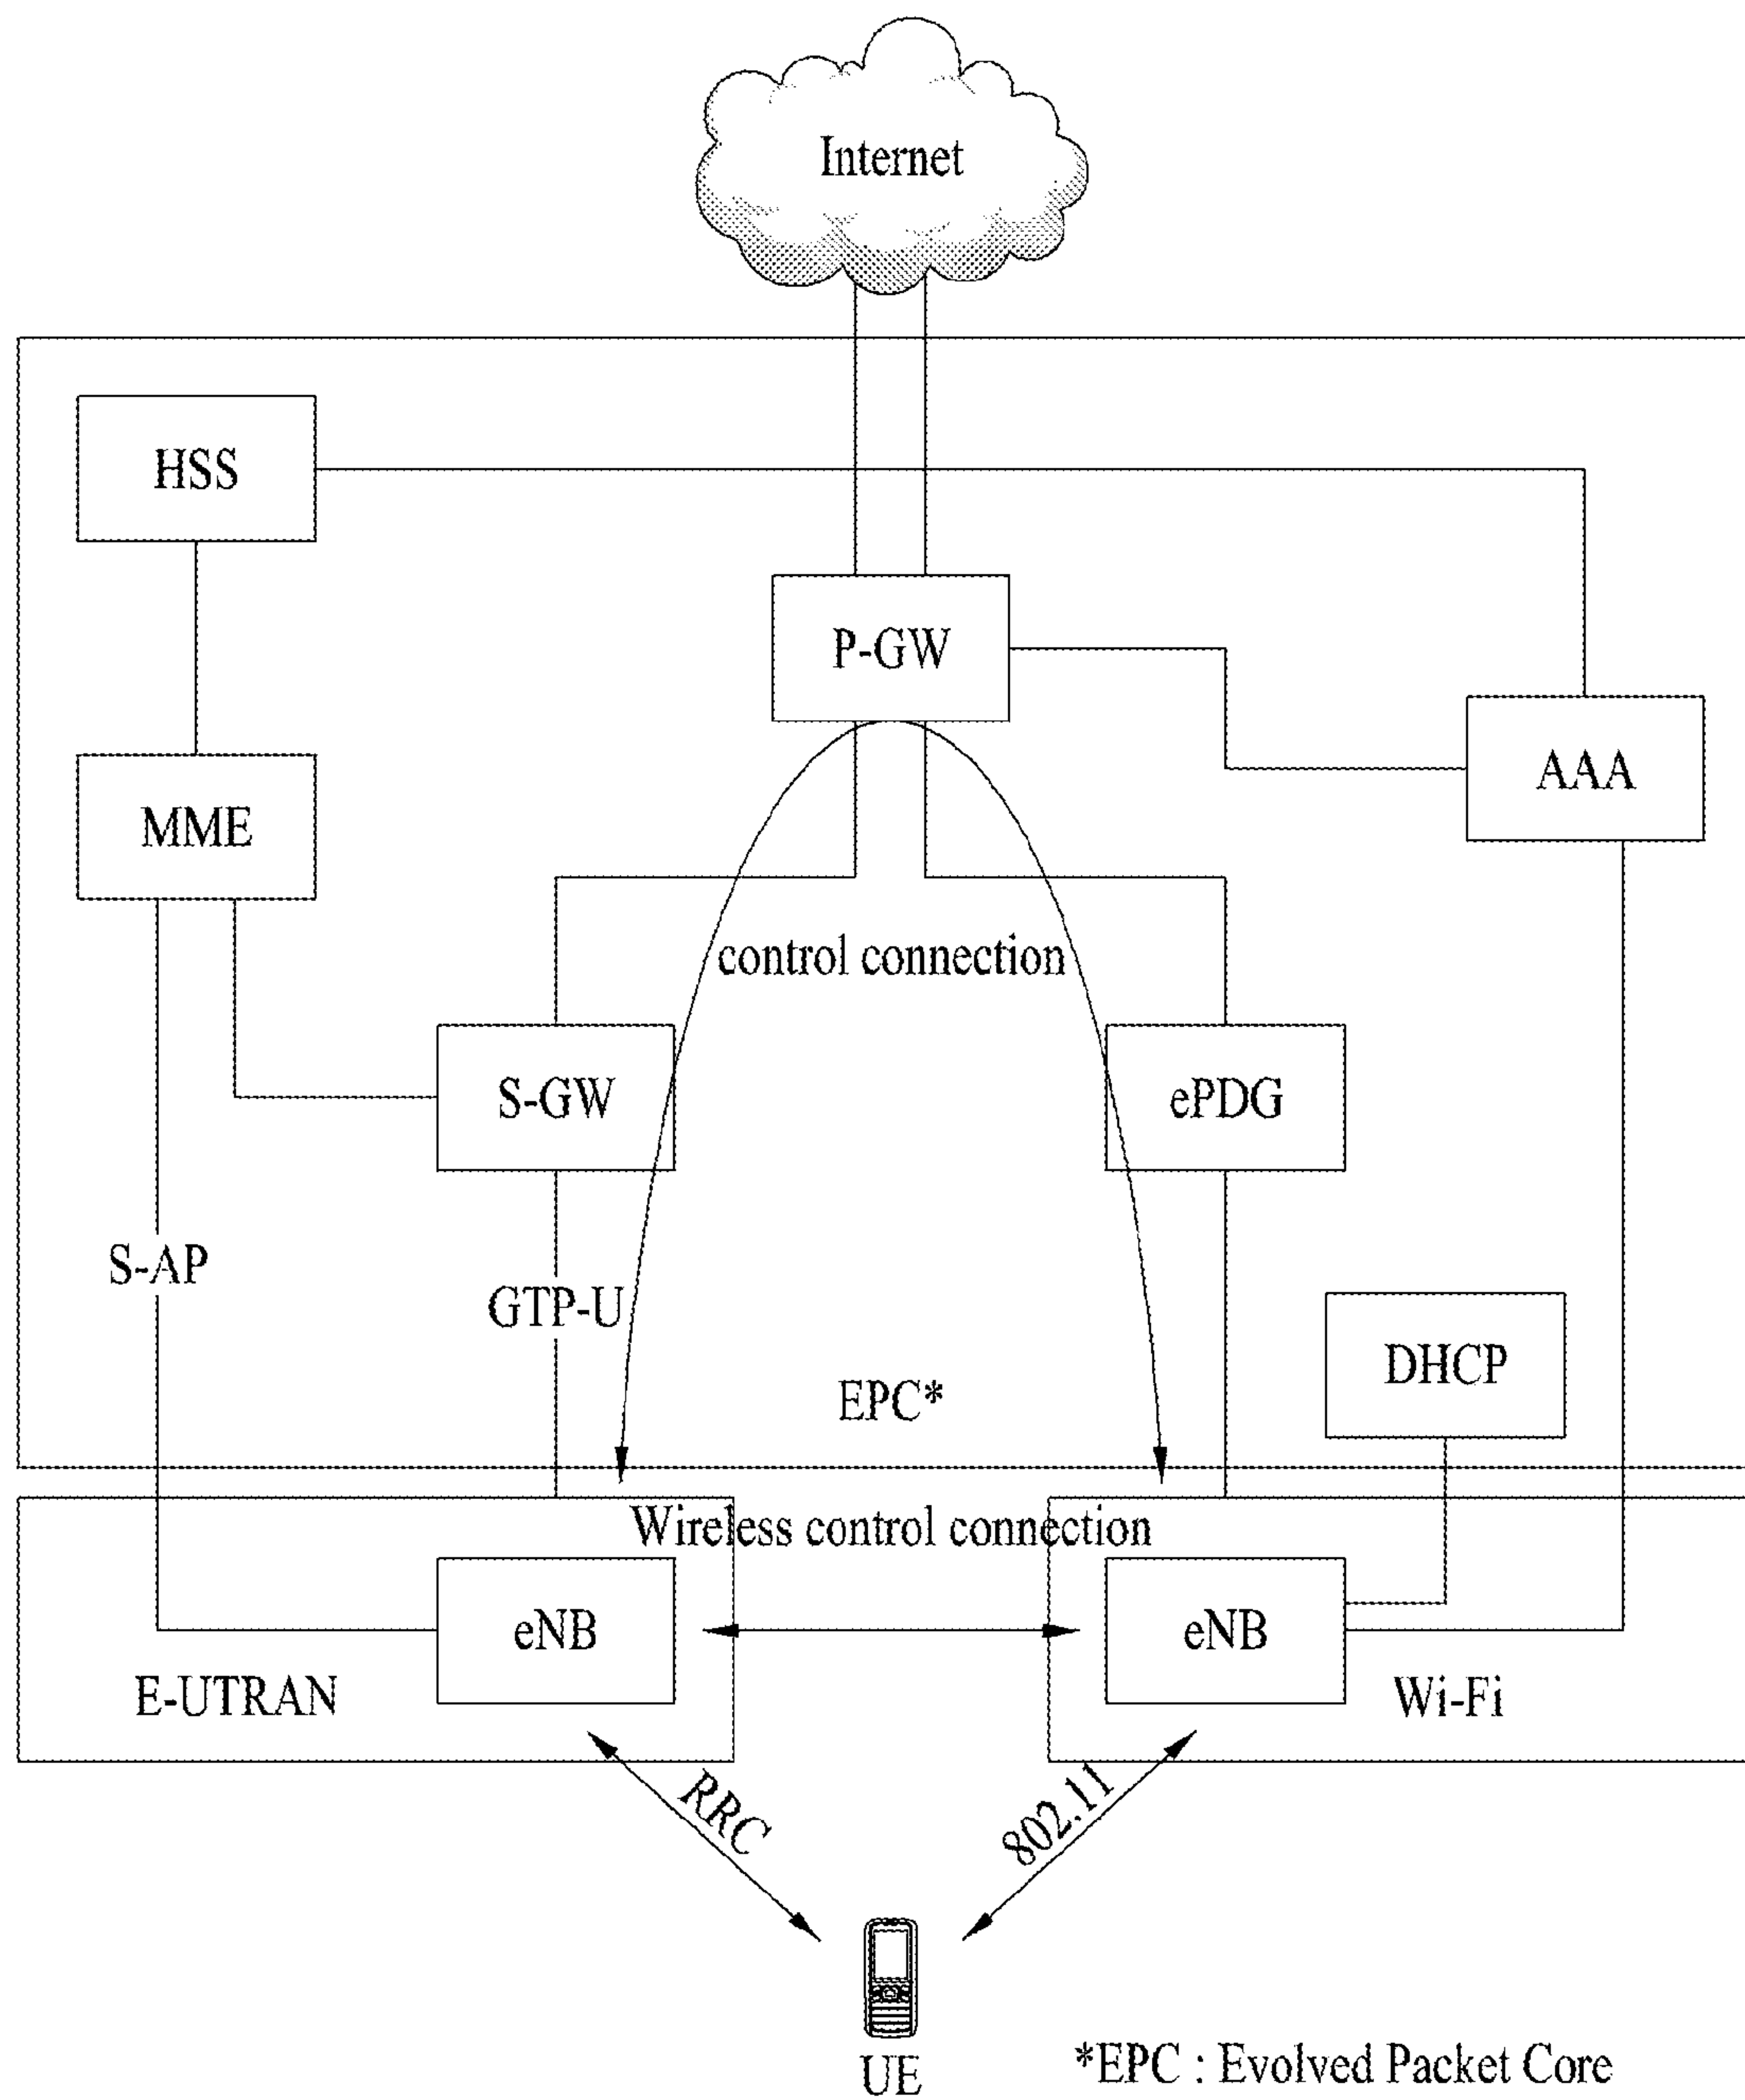 Internet
HSS
P-GW
AAA
MME
control connection
S-GW
ePDG
S-AP
GTP-U
DHCP
EPC*
Wireless control connection
eNB
eNB
E-UTRAN
Wi-Fi
RRC
802.11
UE
*EPC : Evolved Packet Core